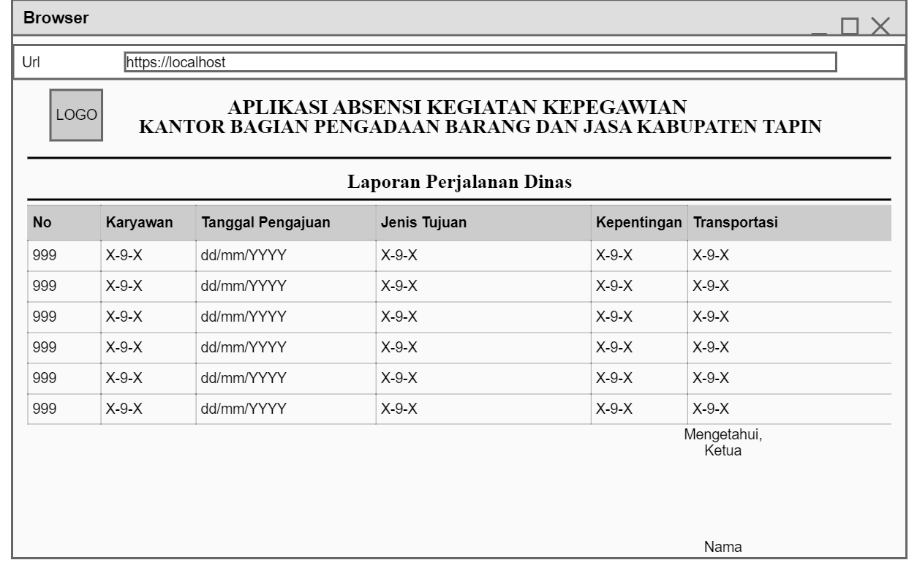 Browser
Url https://localhost
LOGO
APLIKASI ABSENSI KEGIATAN KEPEGAWIAN
KANTOR BAGIAN PENGADAAN BARANG DAN JASA KABUPATEN TAPIN
Laporan Perjalanan Dinas
No Karyawan Tanggal Pengajuan Jenis Tujuan Kepentingan Transportasi
999 X-9-X dd/mm/YYYY X-9-X X-9-X X-9-X
999 X-9-X dd/mm/YYYY X-9-X X-9-X X-9-X
999 X-9-X dd/mm/YYYY X-9-X X-9-X X-9-X
999 X-9-X dd/mm/YYYY X-9-X X-9-X X-9-X
999 X-9-X dd/mm/YYYY X-9-X X-9-X X-9-X
999 X-9-X dd/mm/YYYY X-9-X X-9-X X-9-X
Mengetahui,
Ketua
Nama